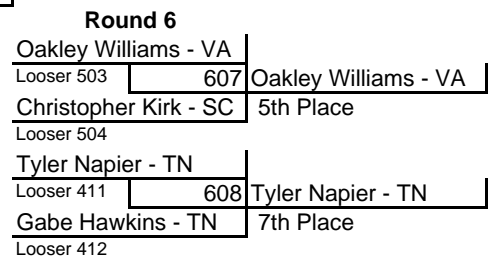 Round 6
Oakley Williams - VA
Looser 503
607 Oakley Williams - VA
Christopher Kirk - SC
5th Place
Looser 504
Tyler Napier - TN
Looser 411
608 Tyler Napier - TN
Gabe Hawkins - TN
7th Place
Looser 412